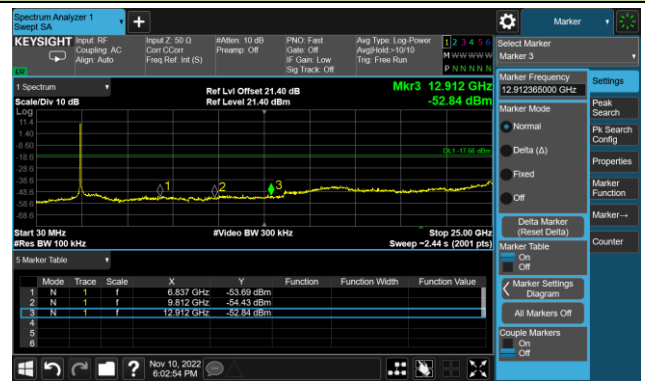 Spectrum Analyzer 1
Swept SA
+
Marker
KEYSIGHT
Input: RF
Coupling: AC
Align: Auto
Input Z: 50 Ω
Corr CCorr
Freq Ref: Int (S)
#Atten: 10 dB
Preamp: Off
PNO: Fast
Gate: Off
IF Gain: Low
Sig Track: Off
Avg Type: Log-Power
Avg|Hold:>10/10
Trig: Free Run
1 2 3 4 5 6
M W W W W W
P N N N N N
LXI
Select Marker
Marker 3
1 Spectrum
Scale/Div 10 dB
Log
Ref Lvl Offset 21.40 dB
Ref Level 21.40 dBm
Mkr3 12.912 GHz
-52.84 dBm
11.4
1.40
-8.60
-18.6
-28.6
-38.6
-48.6
-58.6
-68.6
DL1 -17.66 dBm
1
2
3
Start 30 MHz
#Res BW 100 kHz
#Video BW 300 kHz
Stop 25.00 GHz
Sweep ~2.44 s (2001 pts)
Marker Frequency
12.912365000 GHz
Marker Mode
Normal
Delta (Δ)
Fixed
Off
Delta Marker
(Reset Delta)
Marker Table
On
Off
Marker Settings
Diagram
All Markers Off
Couple Markers
On
Off
Settings
Peak
Search
Pk Search
Config
Properties
Marker
Function
Marker→
Counter
5 Marker Table
Mode Trace Scale X Y Function Function Width Function Value
1 N 1 f 6.837 GHz -53.69 dBm
2 N 1 f 9.812 GHz -54.43 dBm
3 N 1 f 12.912 GHz -52.84 dBm
4
5
6
?
Nov 10, 2022
6:02:54 PM